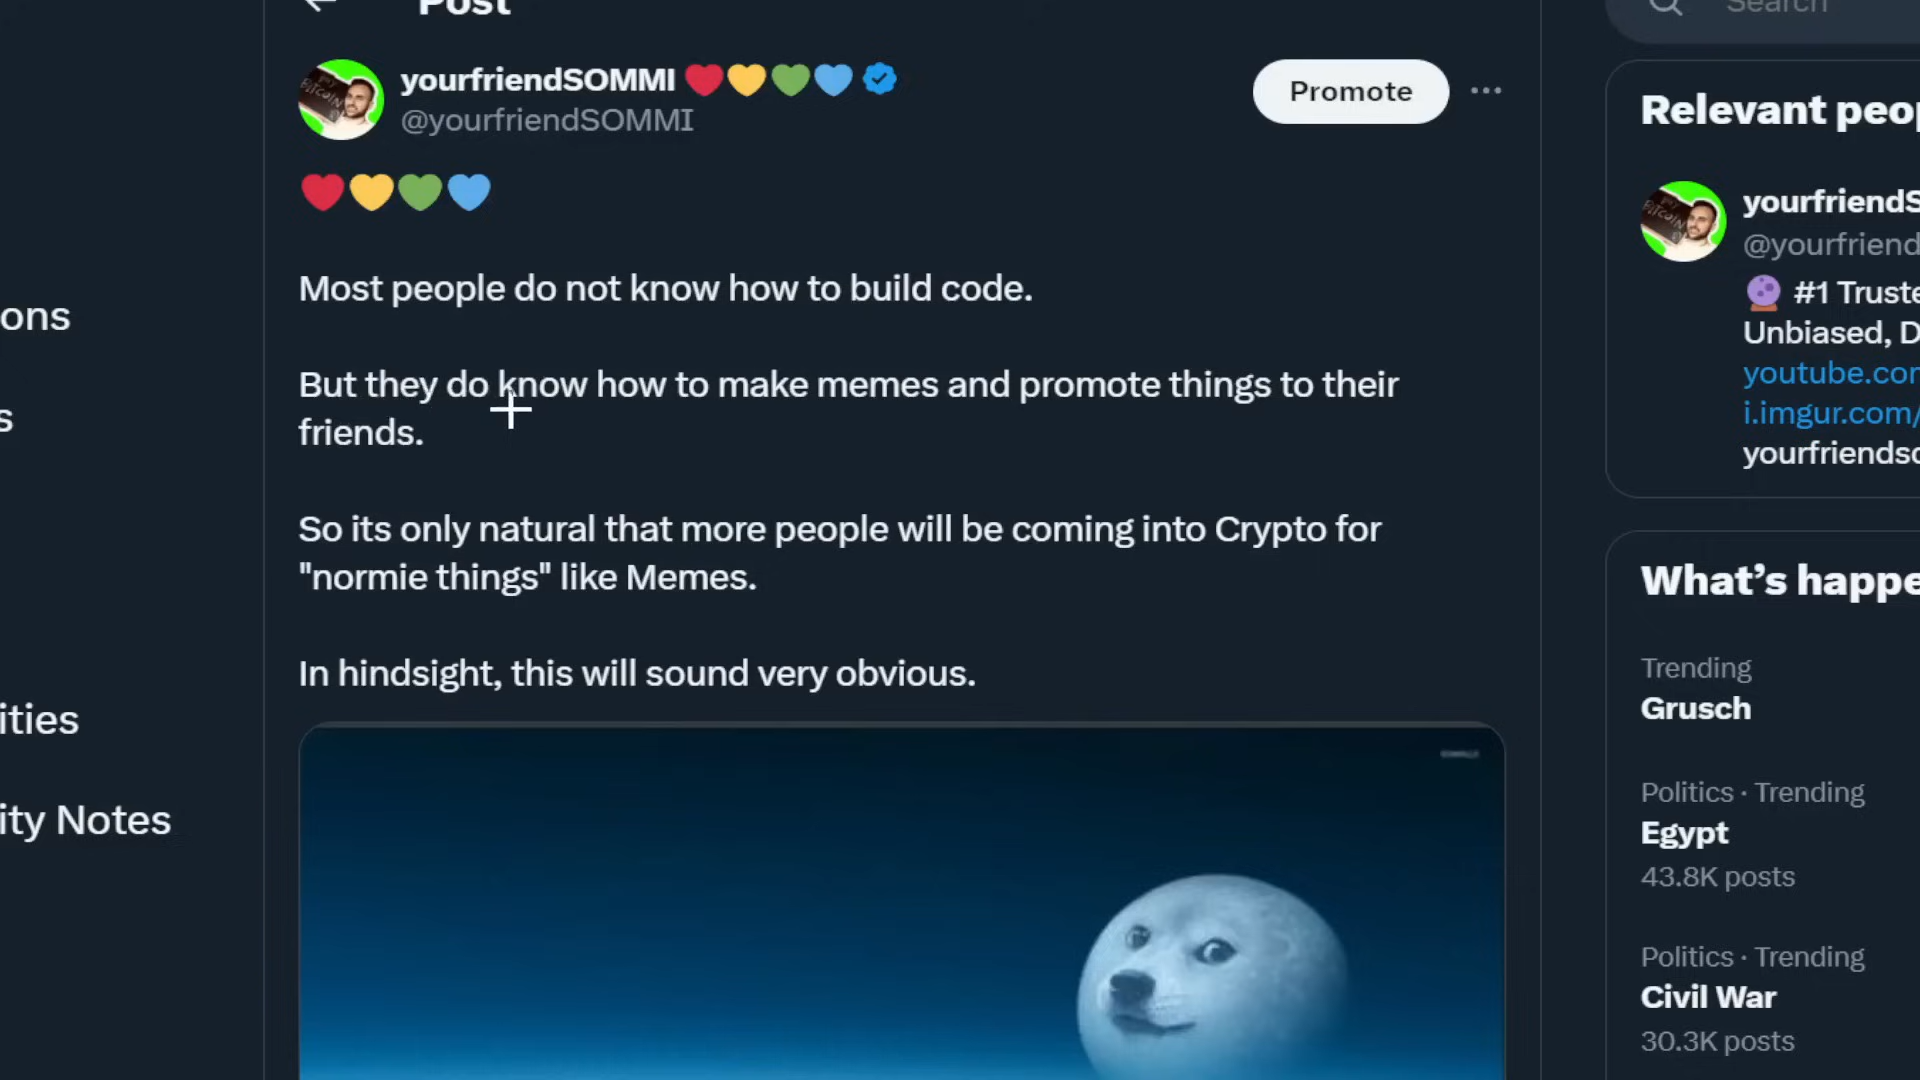 Post
Search
yourfriendSOMMI ❤️💛💚💙
@yourfriendSOMMI
Promote
❤️💛💚💙
Most people do not know how to build code.
But they do know how to make memes and promote things to their
friends.
So its only natural that more people will be coming into Crypto for
"normie things" like Memes.
In hindsight, this will sound very obvious.
ons
s
ities
ity Notes
Relevant peop
yourfriendS
@yourfriend
🔮 #1 Truste
Unbiased, D
youtube.con
i.imgur.com/
yourfriendso
What's happe
Trending
Grusch
Politics · Trending
Egypt
43.8K posts
Politics · Trending
Civil War
30.3K posts